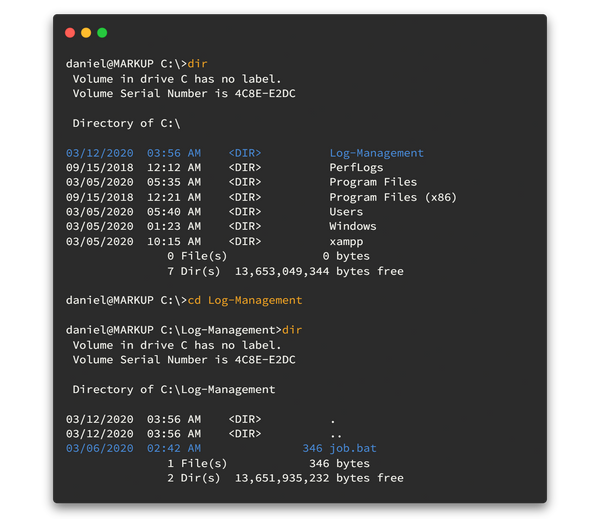 daniel@MARKUP C:\>dir
 Volume in drive C has no label.
 Volume Serial Number is 4C8E-E2DC

 Directory of C:\

03/12/2020  03:56 AM    <DIR>          Log-Management
09/15/2018  12:12 AM    <DIR>          PerfLogs
03/05/2020  05:35 AM    <DIR>          Program Files
09/15/2018  12:21 AM    <DIR>          Program Files (x86)
03/05/2020  05:40 AM    <DIR>          Users
03/05/2020  01:23 AM    <DIR>          Windows
03/05/2020  10:15 AM    <DIR>          xampp
               0 File(s)              0 bytes
               7 Dir(s)  13,653,049,344 bytes free

daniel@MARKUP C:\>cd Log-Management

daniel@MARKUP C:\Log-Management>dir
 Volume in drive C has no label.
 Volume Serial Number is 4C8E-E2DC

 Directory of C:\Log-Management

03/12/2020  03:56 AM    <DIR>          .
03/12/2020  03:56 AM    <DIR>          ..
03/06/2020  02:42 AM               346 job.bat
               1 File(s)            346 bytes
               2 Dir(s)  13,651,935,232 bytes free